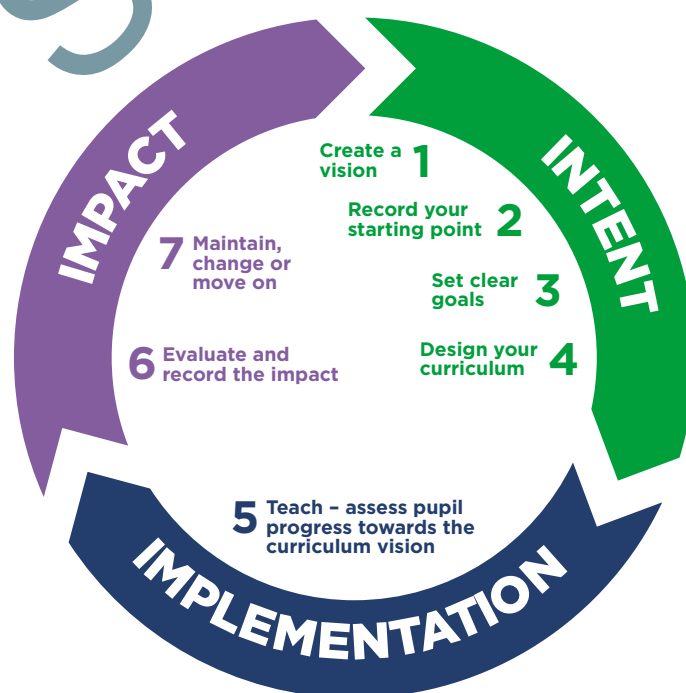 INTENT
Create a
vision 1
Record your
starting point 2
Set clear
goals 3
Design your
curriculum 4
IMPLEMENTATION
5 Teach – assess pupil
progress towards the
curriculum vision
IMPACT
6 Evaluate and
record the impact
7 Maintain,
change or
move on